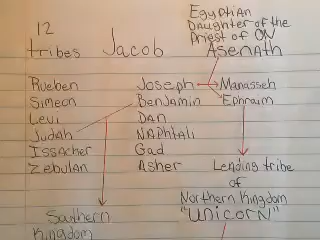 12
tribes
Jacob
Egyptian
Daughter of the
Priest of ON
Asenath
Rueben
Simeon
Levi
Judah
Issacher
Zebulan
Joseph
Benjamin
DAN
NAPhtali
Gad
Asher
Manasseh
Ephraim
Southern
Kingdom
Leading tribe
of
Northern Kingdom
"Unicorn"